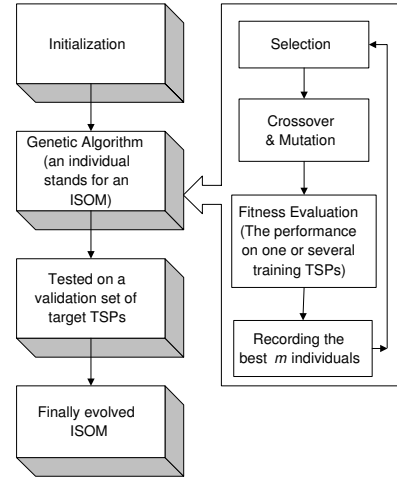 Initialization
Genetic Algorithm
(an individual
stands for an
ISOM)
Tested on a
validation set of
target TSPs
Finally evolved
ISOM
Selection
Crossover
& Mutation
Fitness Evaluation
(The performance
on one or several
training TSPs)
Recording the
best m individuals